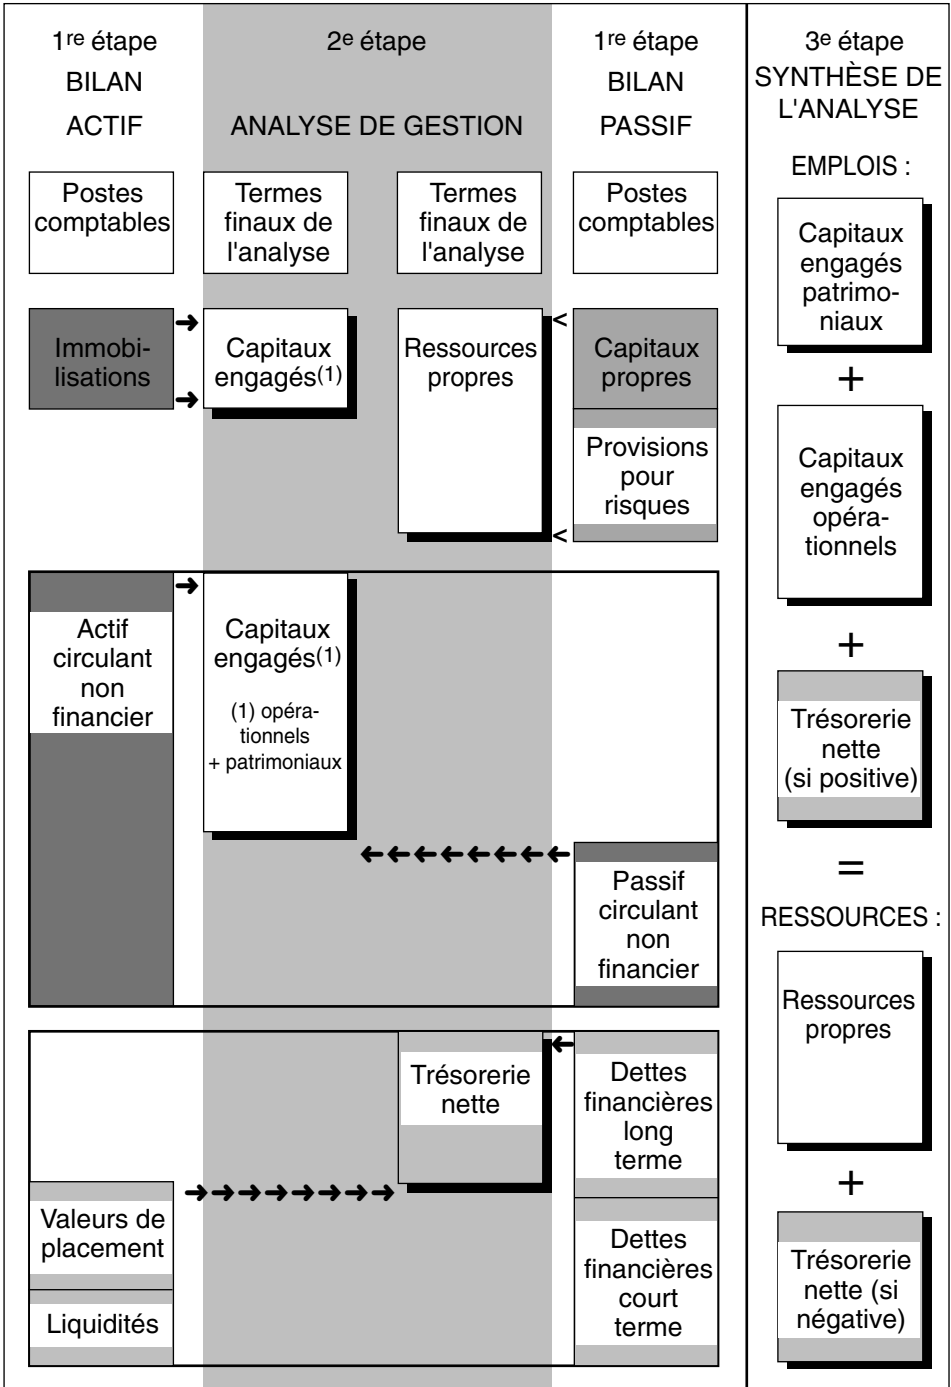 1re étape
BILAN
ACTIF
2e étape
ANALYSE DE GESTION
1re étape
BILAN
PASSIF
3e étape
SYNTHÈSE DE
L'ANALYSE
Postes
comptables
Termes
finaux de
l'analyse
Termes
finaux de
l'analyse
Postes
comptables
Immobi-
lisations
Capitaux
engagés(1)
Ressources
propres
<
Capitaux
propres
Provisions
pour
risques
<
Actif
circulant
non
financier
Capitaux
engagés(1)
(1) opéra-
tionnels
+ patrimoniaux
Passif
circulant
non
financier
Trésorerie
nette
Dettes
financières
long
terme
Valeurs de
placement
Liquidités
Dettes
financières
court
terme
EMPLOIS :
Capitaux
engagés
patrimo-
niaux
+
Capitaux
engagés
opéra-
tionnels
+
Trésorerie
nette
(si positive)
=
RESSOURCES :
Ressources
propres
+
Trésorerie
nette (si
négative)